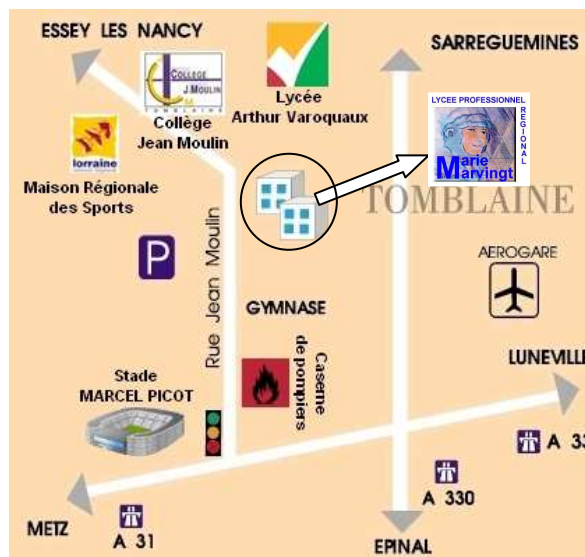 ESSEY LES NANCY
SARREGUEMINES
COLLEGE
J.MOULIN
TOMBLAINE
Collège
Jean Moulin
Lycée
Arthur Varoquaux
LYCEE PROFESSIONNEL
REGIONAL
Marie
Marvingt
lorraine
Maison Régionale
des Sports
TOMBLAINE
P
Rue Jean Moulin
AEROGARE
GYMNASE
Caserne
de pompiers
LUNEVILLE
Stade
MARCEL PICOT
A 33
A 330
METZ
A 31
EPINAL